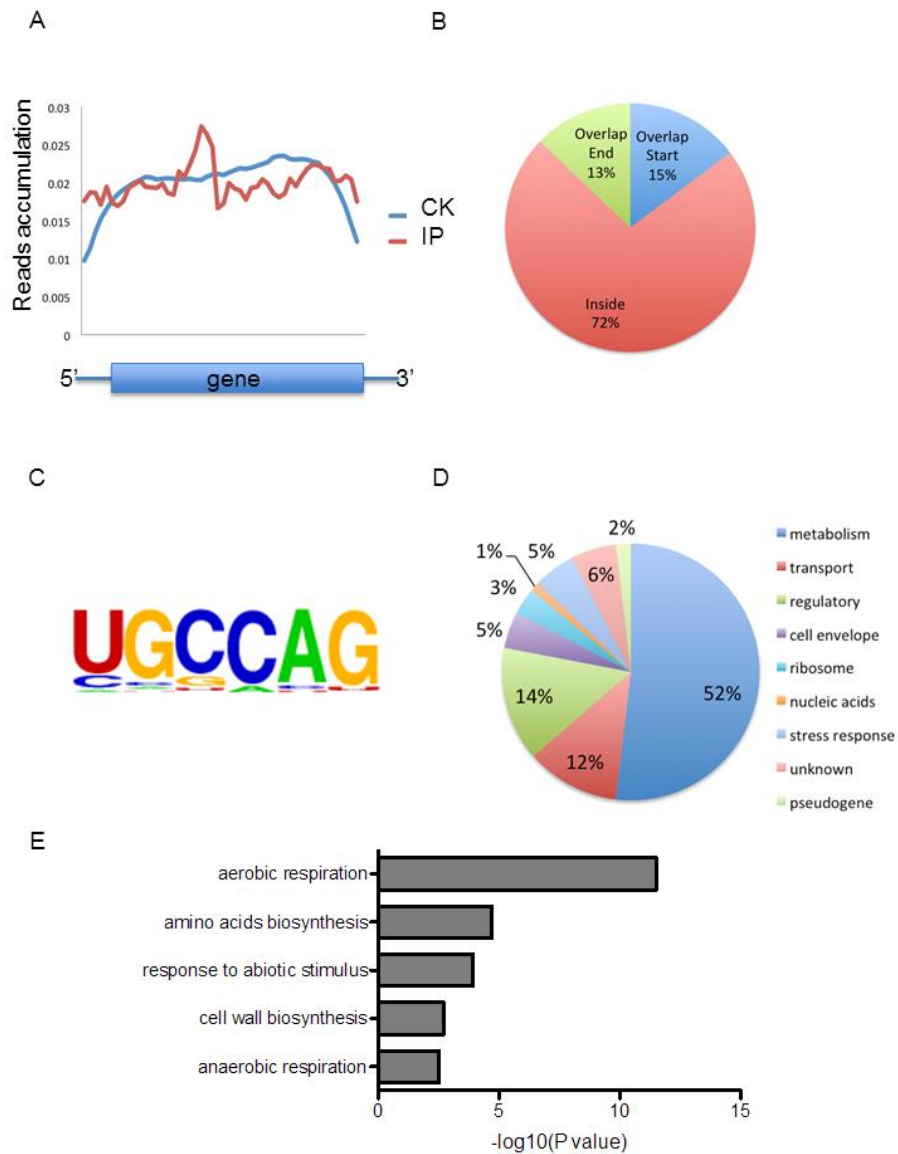 A
B
Reads accumulation
0.03
0.025
0.02
0.015
0.01
0.005
0
CK
IP
5'
gene
3'
Overlap
End
13%
Overlap
Start
15%
Inside
72%
C
D
UGCCAG
2%
1%
5%
6%
3%
5%
14%
12%
52%
metabolism
transport
regulatory
cell envelope
ribosome
nucleic acids
stress response
unknown
pseudogene
E
aerobic respiration
amino acids biosynthesis
response to abiotic stimulus
cell wall biosynthesis
anaerobic respiration
0
5
10
15
-log10(P value)